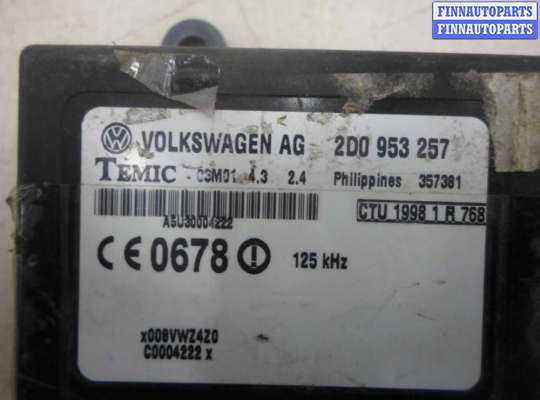 FINNAUTOPARTS
FINNAUTOPARTS
VOLKSWAGEN AG 2D0 953 257
TEMIC - CSM01 4.3 2.4 Philippines 357381
CTU 1998 1 R 768
A5U30004222
CE 0678 125 kHz
x008VWZ4Z0
C0004222 x